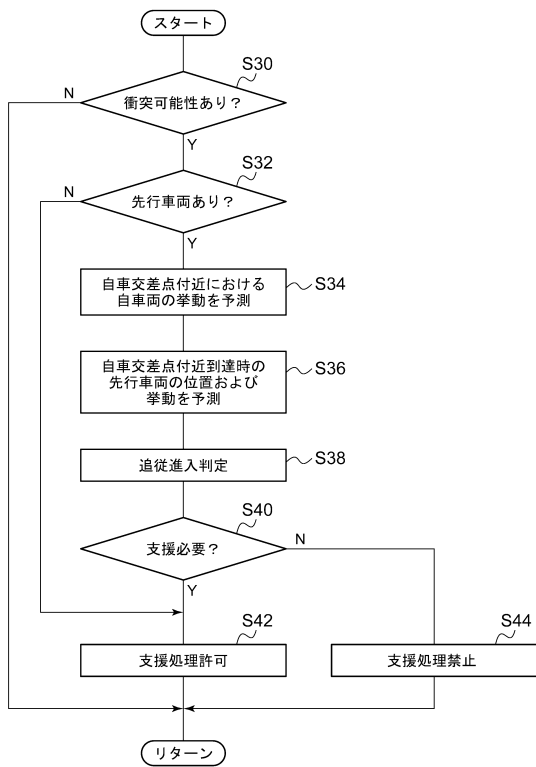 スタート
S30
N
衝突可能性あり？
Y
S32
N
先行車両あり？
Y
S34
自車交差点付近における
自車両の挙動を予測
S36
自車交差点付近到達時の
先行車両の位置および
挙動を予測
S38
追従進入判定
S40
支援必要？
N
Y
S42
支援処理許可
S44
支援処理禁止
リターン